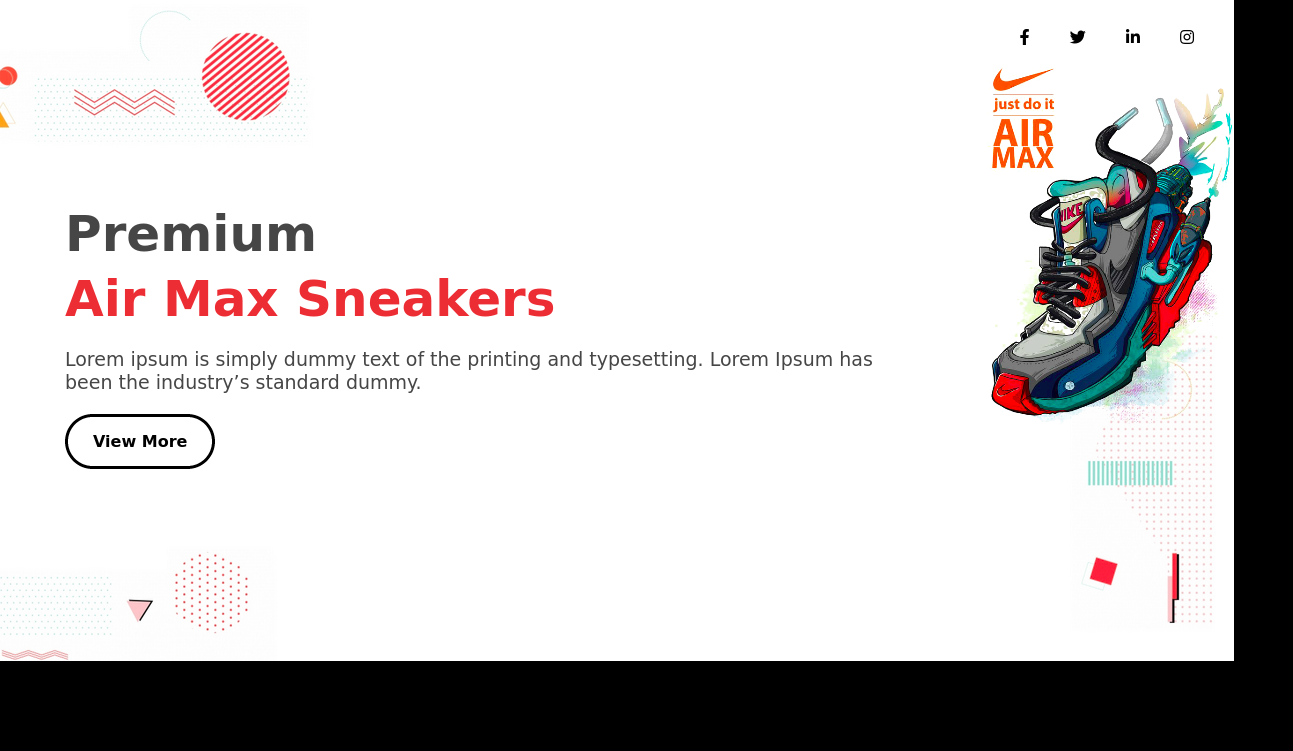 just do it
AIR
MAX
NIKE
Premium
Air Max Sneakers
Lorem ipsum is simply dummy text of the printing and typesetting. Lorem Ipsum has
been the industry’s standard dummy.
View More